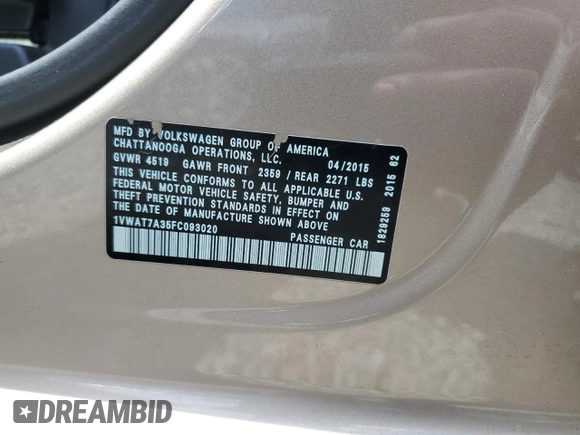 MFD BY VOLKSWAGEN GROUP OF AMERICA
CHATTANOOGA OPERATIONS, LLC. 04/2015
GVWR 4519 GAWR FRONT 2359 / REAR 2271 LBS
THIS VEHICLE CONFORMS TO ALL APPLICABLE
FEDERAL MOTOR VEHICLE SAFETY, BUMPER AND
THEFT PREVENTION STANDARDS IN EFFECT ON
THE DATE OF MANUFACTURE SHOWN ABOVE
1VWAT7A35FC093020
PASSENGER CAR
1829259 2015 62
DREAMBID